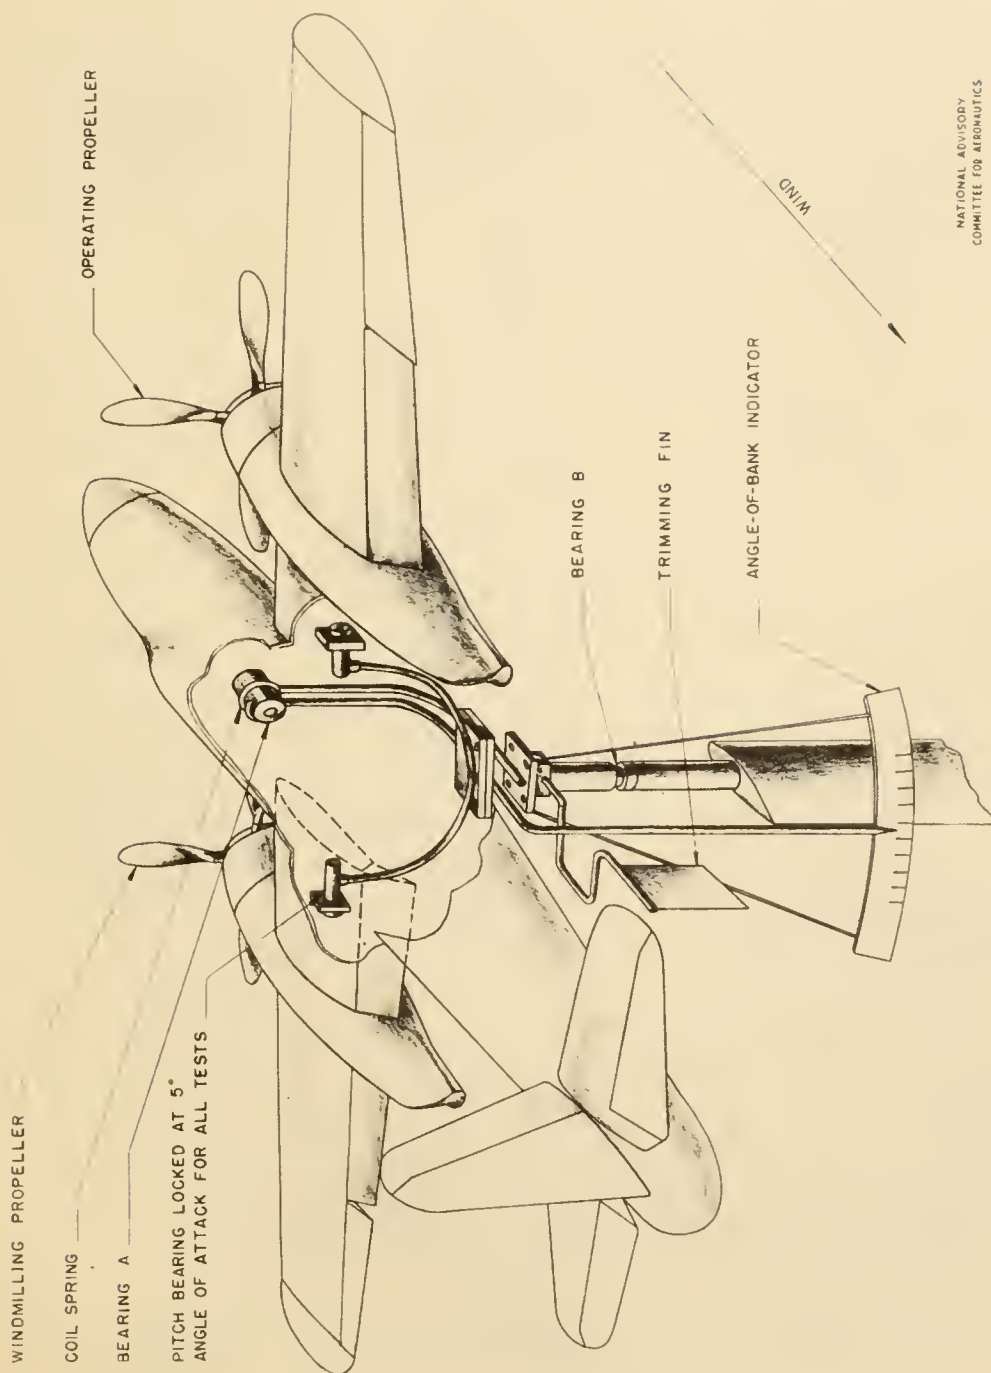 WINDMILLING PROPELLER
COIL SPRING
BEARING A
PITCH BEARING LOCKED AT 5°
ANGLE OF ATTACK FOR ALL TESTS
OPERATING PROPELLER
BEARING B
TRIMMING FIN
ANGLE-OF-BANK INDICATOR
WIND
NATIONAL ADVISORY
COMMITTEE FOR AERONAUTICS